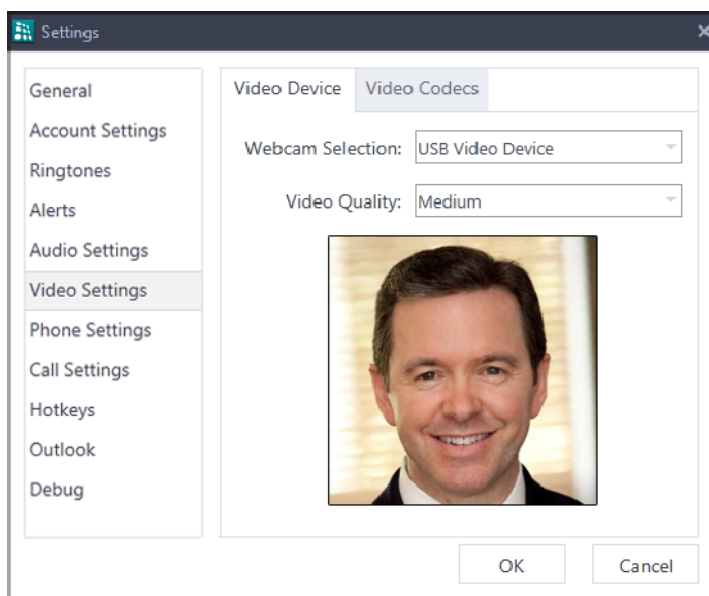 Settings
General
Account Settings
Ringtones
Alerts
Audio Settings
Video Settings
Phone Settings
Call Settings
Hotkeys
Outlook
Debug
Video Device
Video Codecs
Webcam Selection: USB Video Device
Video Quality: Medium
OK
Cancel